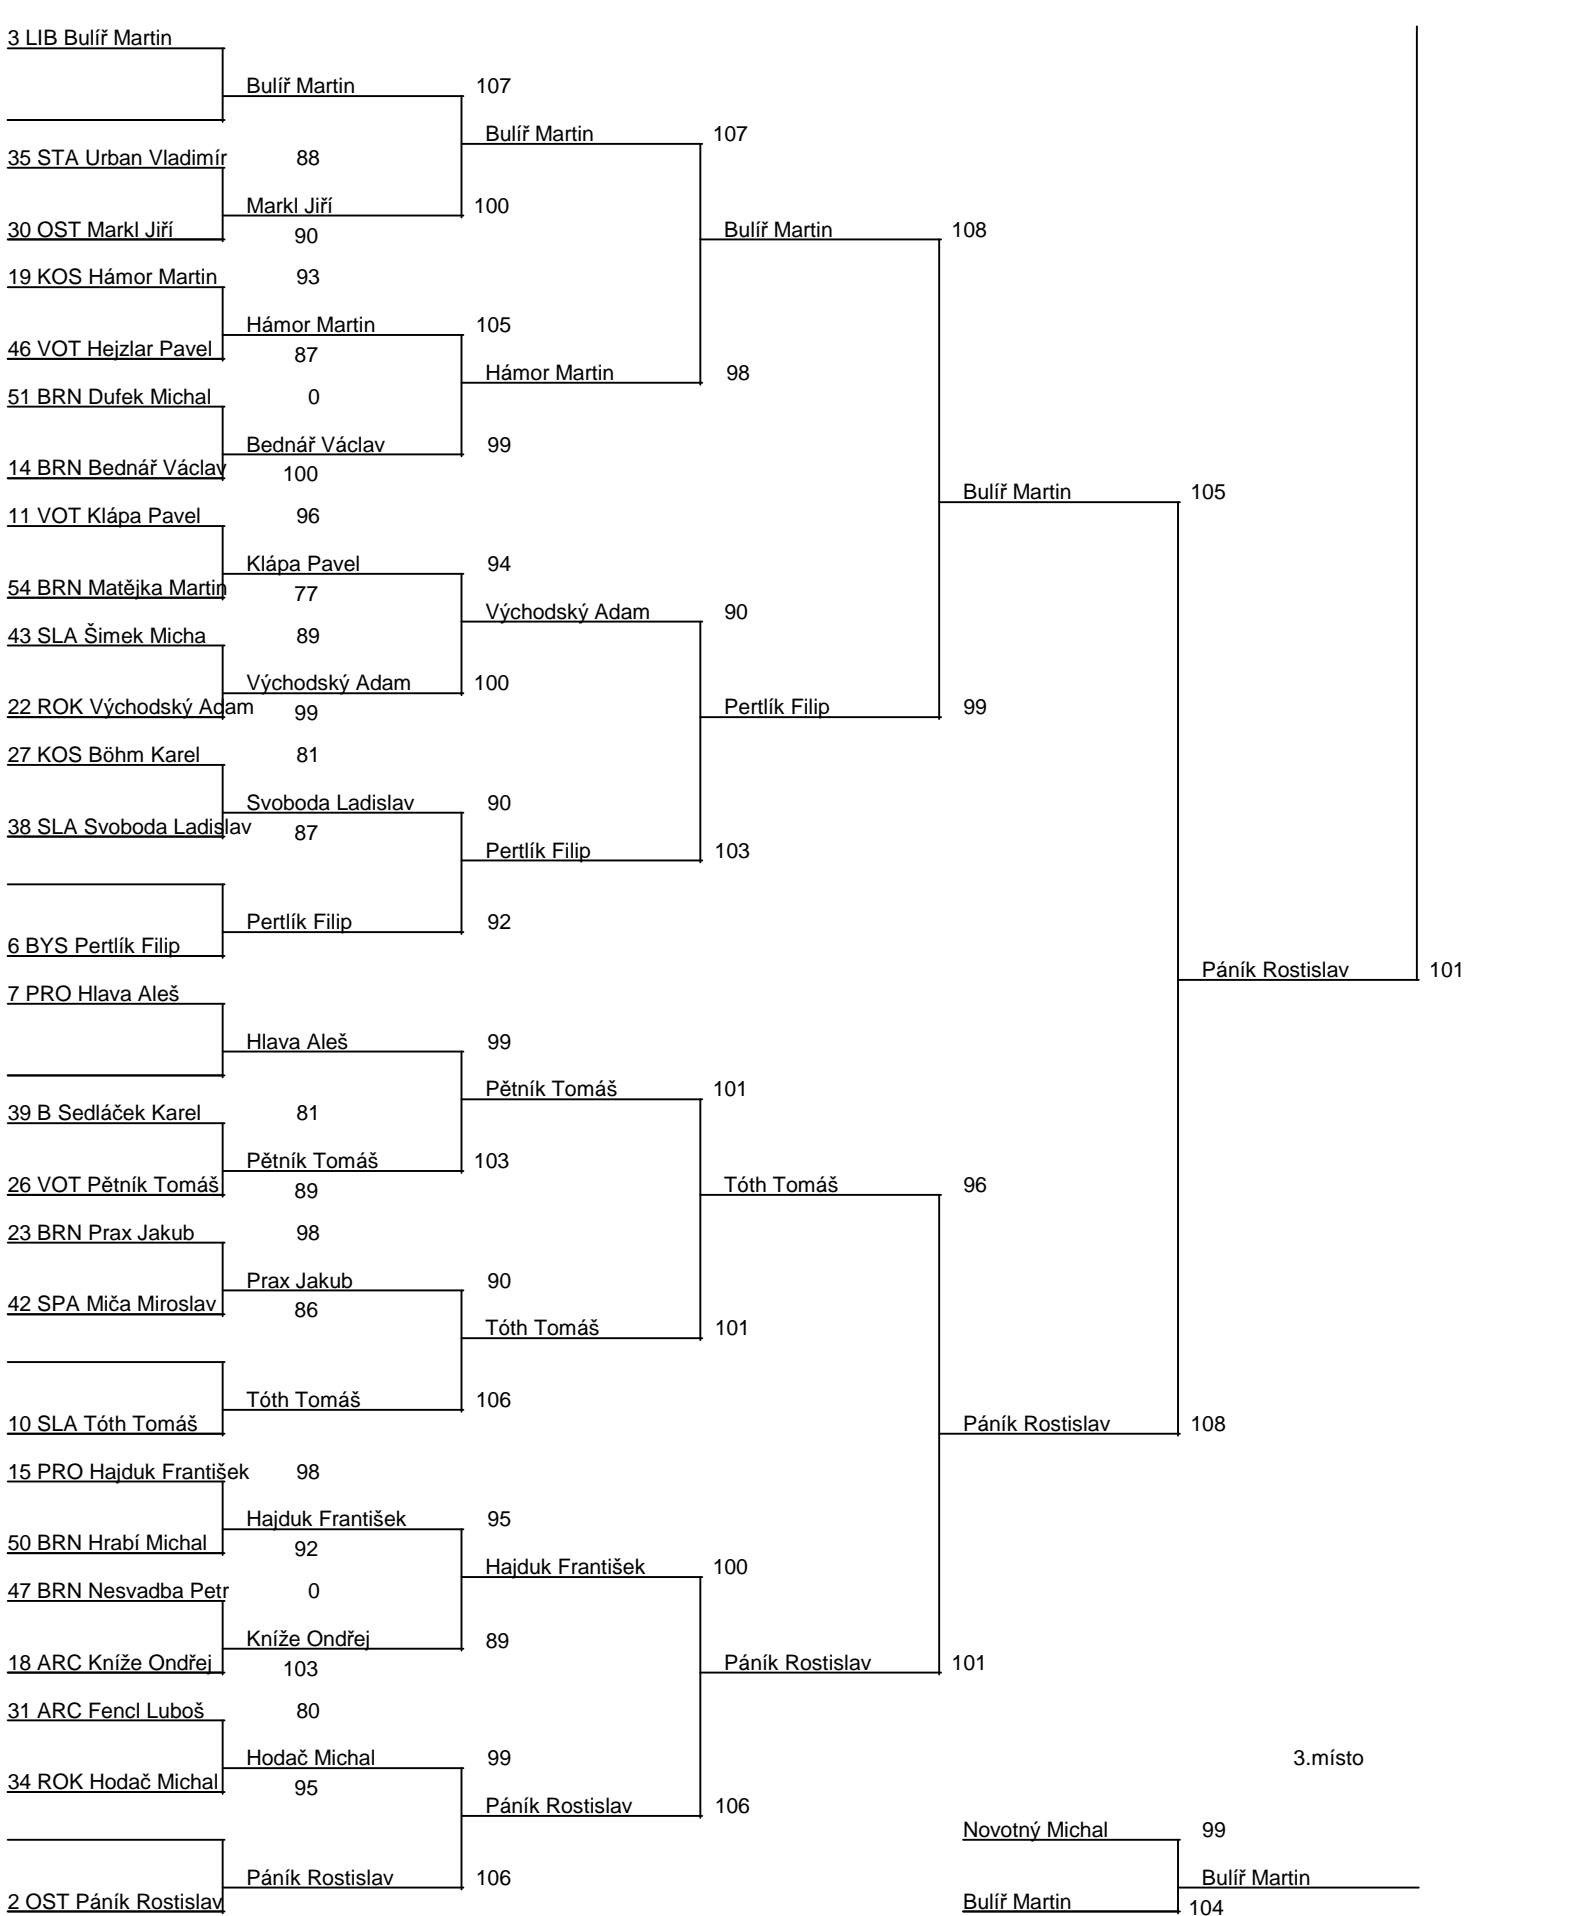 3 LIB Bulíř Martin
Bulíř Martin 107
Bulíř Martin 107
35 STA Urban Vladimír 88
Markl Jiří 100
30 OST Markl Jiří Bulíř Martin 108
90
19 KOS Hámor Martin 93
Hámor Martin 105
46 VOT Hejzlar Pavel 87
Hámor Martin 98
51 BRN Dufek Michal 0
Bednář Václav 99
14 BRN Bednář Václav 100
Bulíř Martin 105
11 VOT Klápa Pavel 96
Klápa Pavel 94
54 BRN Matějka Martin 77
Východský Adam 90
43 SLA Šimek Micha 89
Východský Adam 100
22 ROK Východský Adam 99 Pertlík Filip 99
27 KOS Böhm Karel 81
Svoboda Ladislav 90
38 SLA Svoboda Ladislav 87
Pertlík Filip 103
Pertlík Filip 92
6 BYS Pertlík Filip
Páník Rostislav 101
7 PRO Hlava Aleš
Hlava Aleš 99
Pětník Tomáš 101
39 B Sedláček Karel 81
Pětník Tomáš 103
26 VOT Pětník Tomáš 89 Tóth Tomáš 96
23 BRN Prax Jakub 98
Prax Jakub 90
42 SPA Miča Miroslav 86
Tóth Tomáš 101
Tóth Tomáš 106
10 SLA Tóth Tomáš Páník Rostislav 108
15 PRO Hajduk František 98
Hajduk František 95
50 BRN Hrabí Michal 92
Hajduk František 100
47 BRN Nesvadba Petr 0
Kníže Ondřej 89
18 ARC Kníže Ondřej 103 Páník Rostislav 101
31 ARC Fencl Luboš 80
Hodač Michal 99 3.místo
34 ROK Hodač Michal 95
Páník Rostislav 106
Novotný Michal 99
Páník Rostislav 106 Bulíř Martin
2 OST Páník Rostislav Bulíř Martin 104